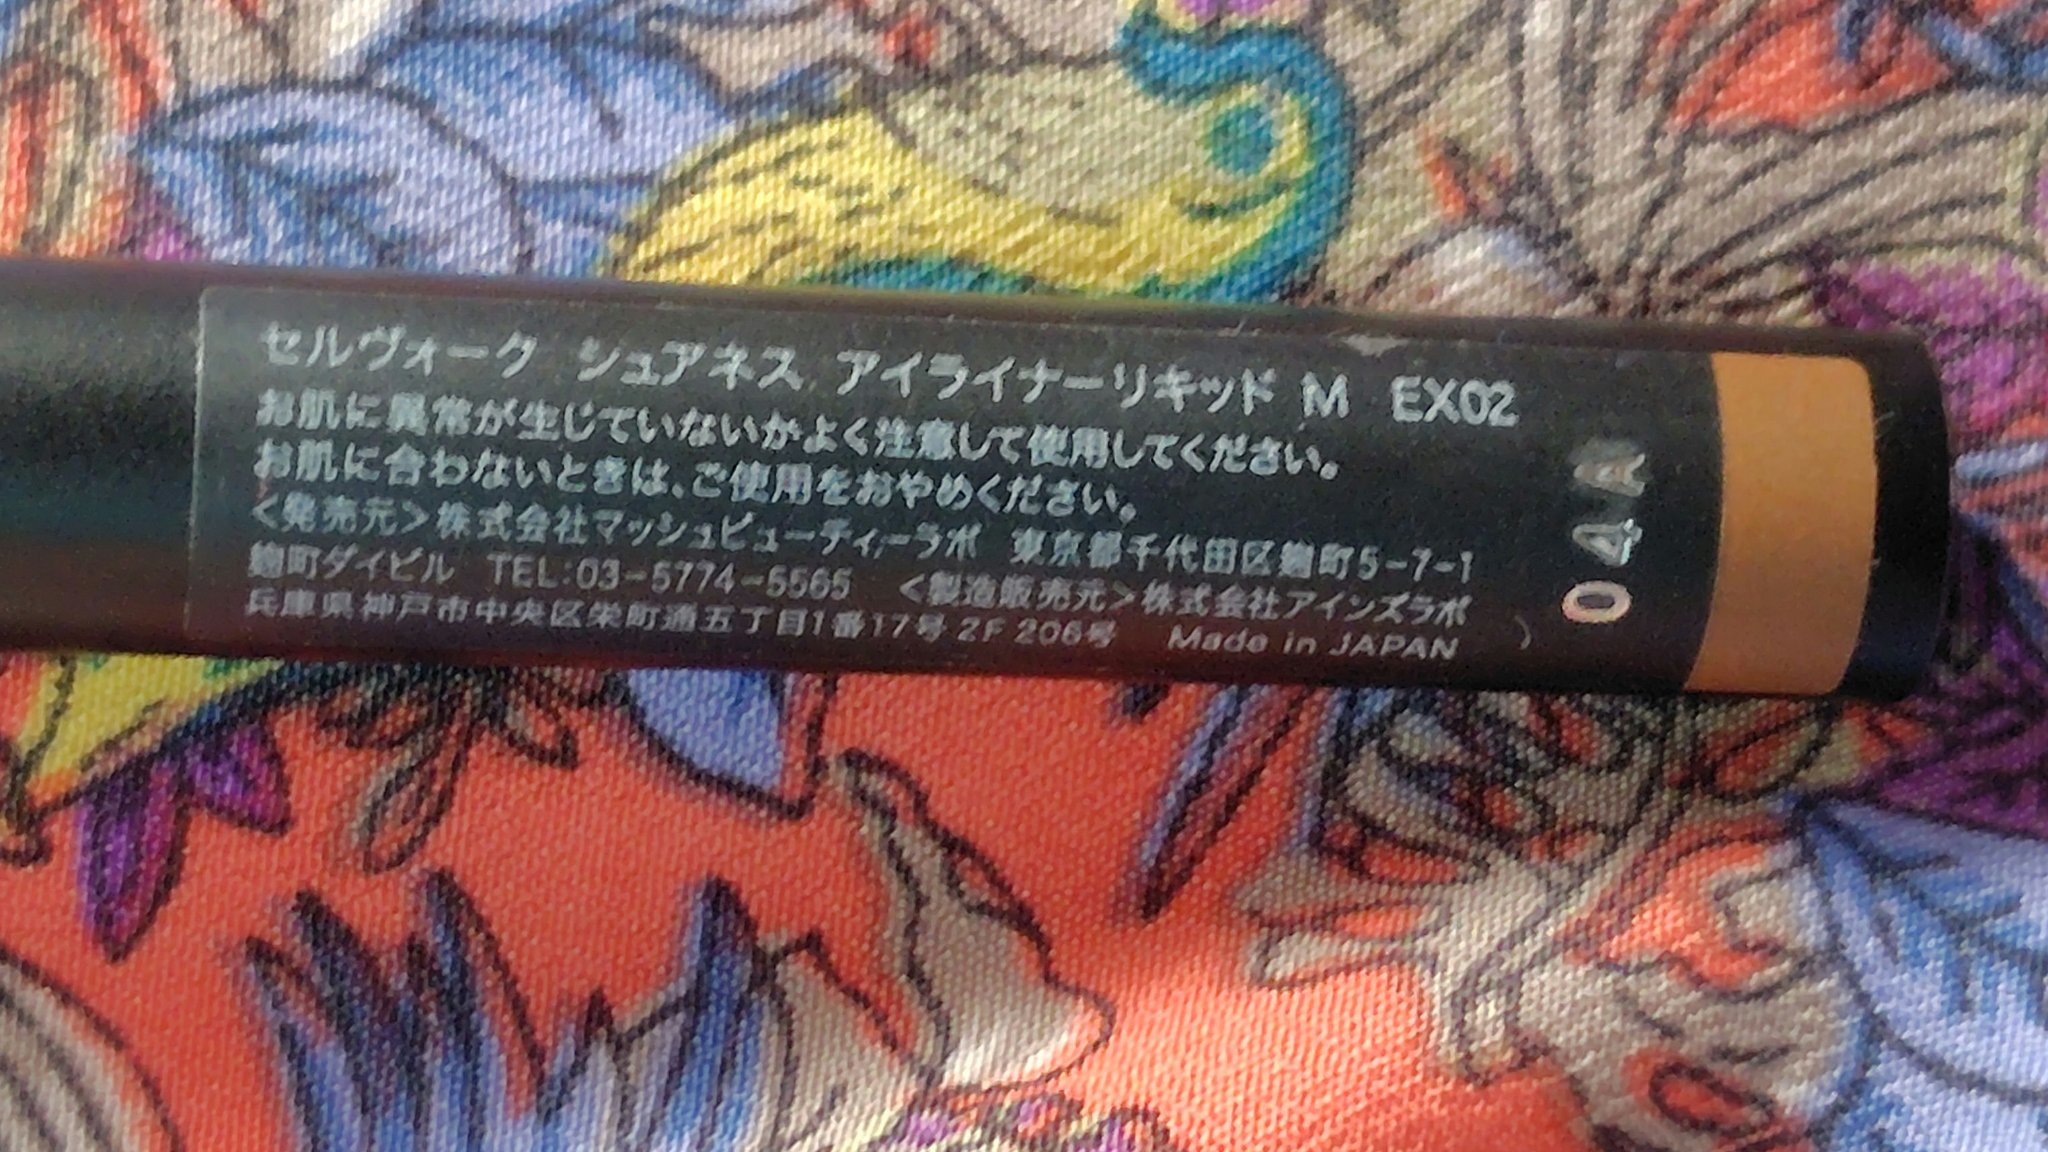 セルヴォーク シュアネス アイライナーリキッド M EX02
お肌に異常が生じていないかよく注意して使用してください。
お肌に合わないときは、ご使用をおやめください。
<発売元>株式会社マッシュビューティーラボ 東京都千代田区麹町5-7-1
麹町ダイビル TEL:03-5774-5565 <製造販売元>株式会社アインズラボ
兵庫県神戸市中央区栄町通五丁目1番17号 2F 206号 Made in JAPAN
04A